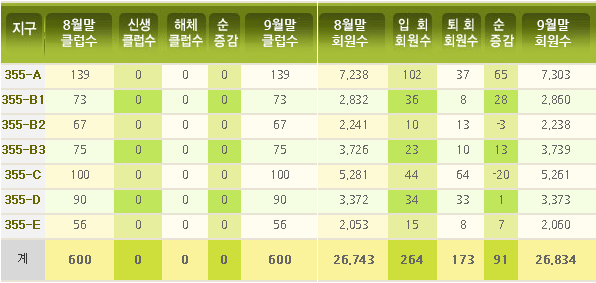 지구 8월말 클럽수 신생 클럽수 해체 클럽수 순 증감 9월말 클럽수 8월말 회원수 입 회 회원수 퇴 회 회원수 순 증감 9월말 회원수
355-A 139 0 0 0 139 7,238 102 37 65 7,303
355-B1 73 0 0 0 73 2,832 36 8 28 2,860
355-B2 67 0 0 0 67 2,241 10 13 -3 2,238
355-B3 75 0 0 0 75 3,726 23 10 13 3,739
355-C 100 0 0 0 100 5,281 44 64 -20 5,261
355-D 90 0 0 0 90 3,372 34 33 1 3,373
355-E 56 0 0 0 56 2,053 15 8 7 2,060
계 600 0 0 0 600 26,743 264 173 91 26,834